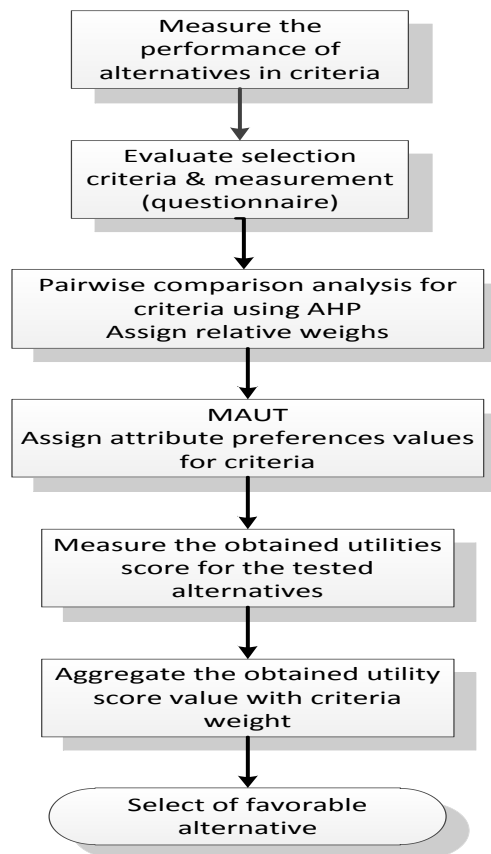 Measure the
performance of
alternatives in criteria
Evaluate selection
criteria & measurement
(questionnaire)
Pairwise comparison analysis for
criteria using AHP
Assign relative weighs
MAUT
Assign attribute preferences values
for criteria
Measure the obtained utilities
score for the tested
alternatives
Aggregate the obtained utility
score value with criteria
weight
Select of favorable
alternative